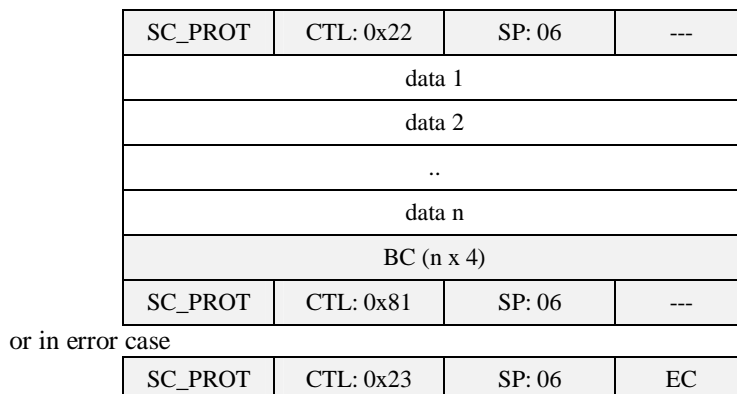 SC_PROT CTL: 0x22 SP: 06 ---
data 1
data 2
..
data n
BC (n x 4)
SC_PROT CTL: 0x81 SP: 06 ---
or in error case
SC_PROT CTL: 0x23 SP: 06 EC